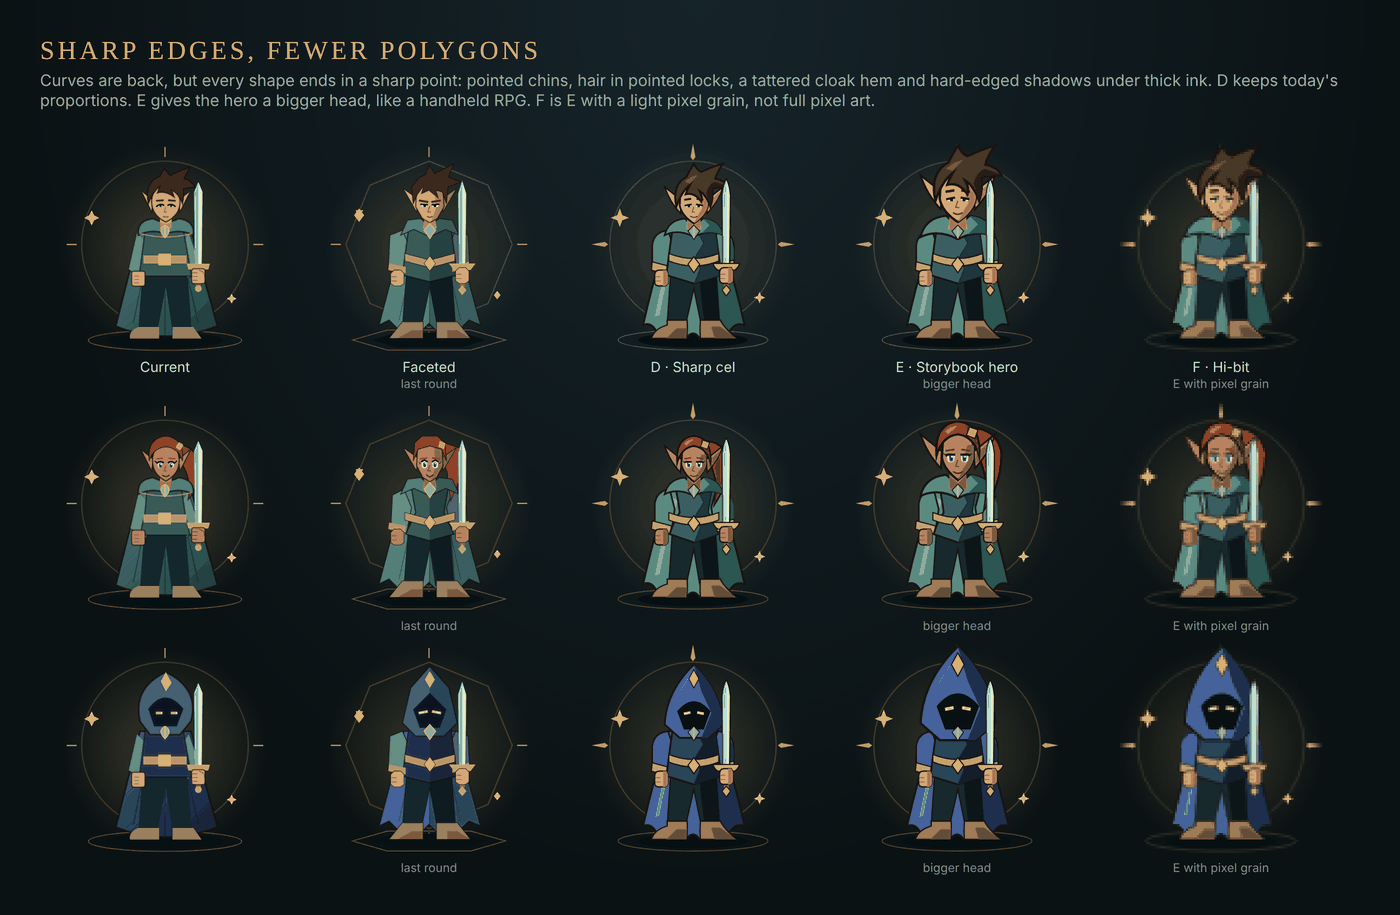 SHARP EDGES, FEWER POLYGONS
Curves are back, but every shape ends in a sharp point: pointed chins, hair in pointed locks, a tattered cloak hem and hard-edged shadows under thick ink. D keeps today's
proportions. E gives the hero a bigger head, like a handheld RPG. F is E with a light pixel grain, not full pixel art.
Current
Faceted
last round
D · Sharp cel
E · Storybook hero
bigger head
F · Hi-bit
E with pixel grain
last round
bigger head
E with pixel grain
last round
bigger head
E with pixel grain